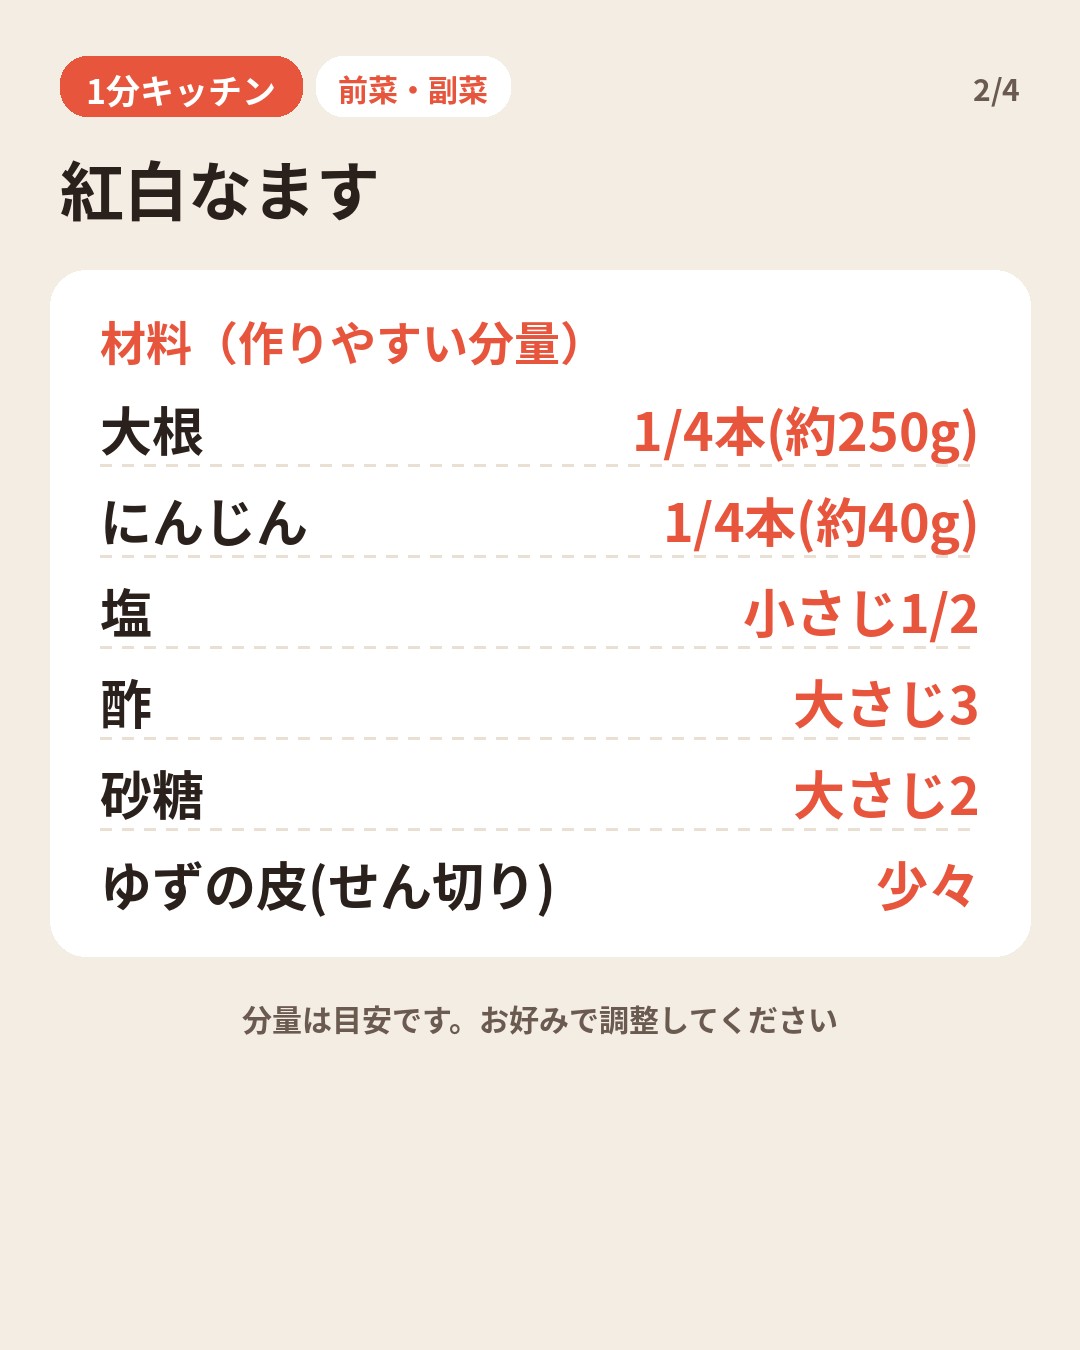 1分キッチン 前菜・副菜 2/4
紅白なます
材料（作りやすい分量）
大根 1/4本(約250g)
にんじん 1/4本(約40g)
塩 小さじ1/2
酢 大さじ3
砂糖 大さじ2
ゆずの皮(せん切り) 少々
分量は目安です。お好みで調整してください